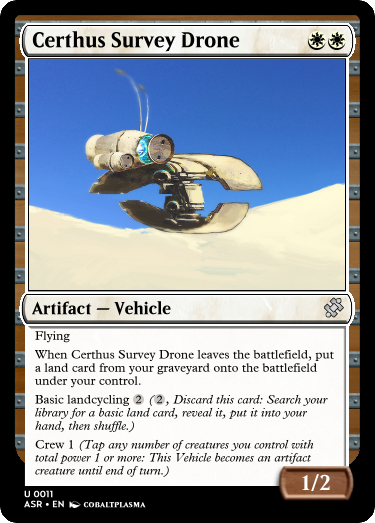 Certhus Survey Drone
Artifact — Vehicle
Flying
When Certhus Survey Drone leaves the battlefield, put
a land card from your graveyard onto the battlefield
under your control.
Basic landcycling 2 (2, Discard this card: Search your
library for a basic land card, reveal it, put it into your
hand, then shuffle.)
Crew 1 (Tap any number of creatures you control with
total power 1 or more: This Vehicle becomes an artifact
creature until end of turn.)
1/2
U 0011
ASR • EN COBALTPLASMA